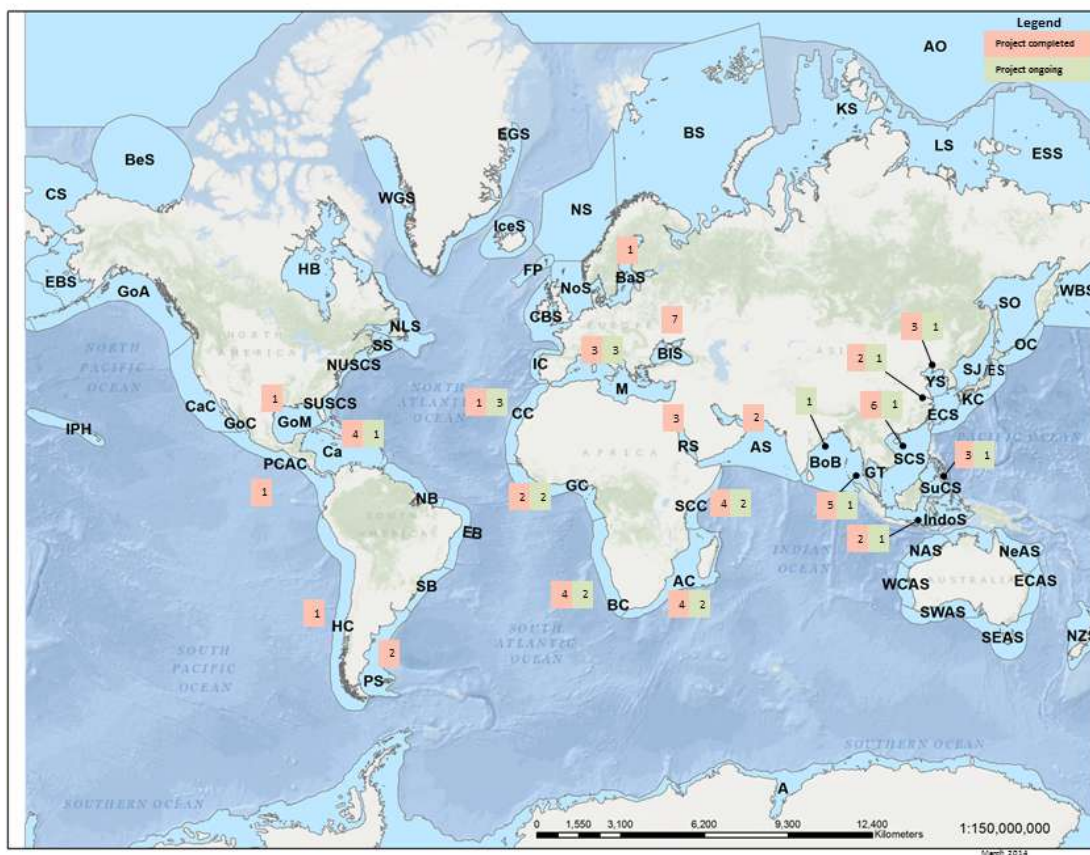 Legend
Project completed
Project ongoing
AO
KS
BS
LS
ESS
EGS
BeS
CS
WGS
NS
IceS
HB
EBS
GoA
FP
NoS
BaS
1
WBS
SO
OC
NLS
SS
NUSCS
NORTH
AMERICA
CBS
EUROPE
7
3 3
BlS
IC
M
ASIA
3 1
2 1
YS
SJ
ES
KC
ECS
NORTH
PACIFIC
OCEAN
NORTH
ATLANTIC
OCEAN
1
SUSCS
GoM
CaC
GoC
IPH
1 3
CC
3
RS
2
AS
1
6 1
BoB
SCS
GT
PACIFIC OCEAN
4 1
Ca
PCAC
1
AFRICA
3 1
SuCS
GC
2 2
SCC
4 2
5 1
2 1
IndoS
NB
SOUTH
AMERICA
EB
INDIAN
OCEAN
NAS
NeAS
WCAS
AUSTRALIA
ECAS
SB
4 2
BC
AC
4 2
SWAS
SEAS
NZS
1
HC
SOUTH
PACIFIC
OCEAN
SOUTH
ATLANTIC
OCEAN
2
PS
SOUTHERN OCEAN
SOUTHERN OCEAN
A
0 1,550 3,100 6,200 9,300 12,400
Kilometers
1:150,000,000
March 2014